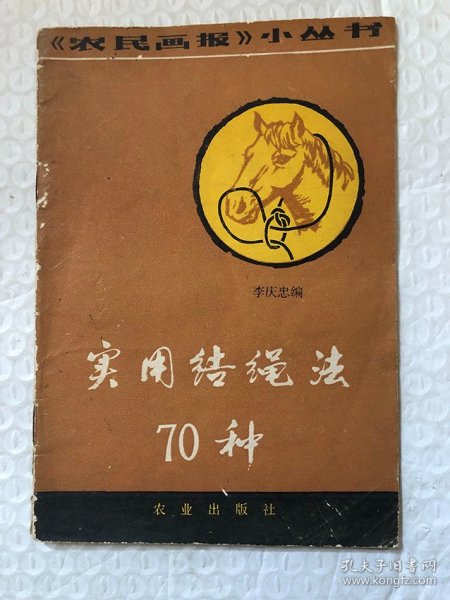 《农民画报》小丛书
李庆忠编
实用结绳法
70种
农业出版社
孔夫子旧书网
www.kongfz.com